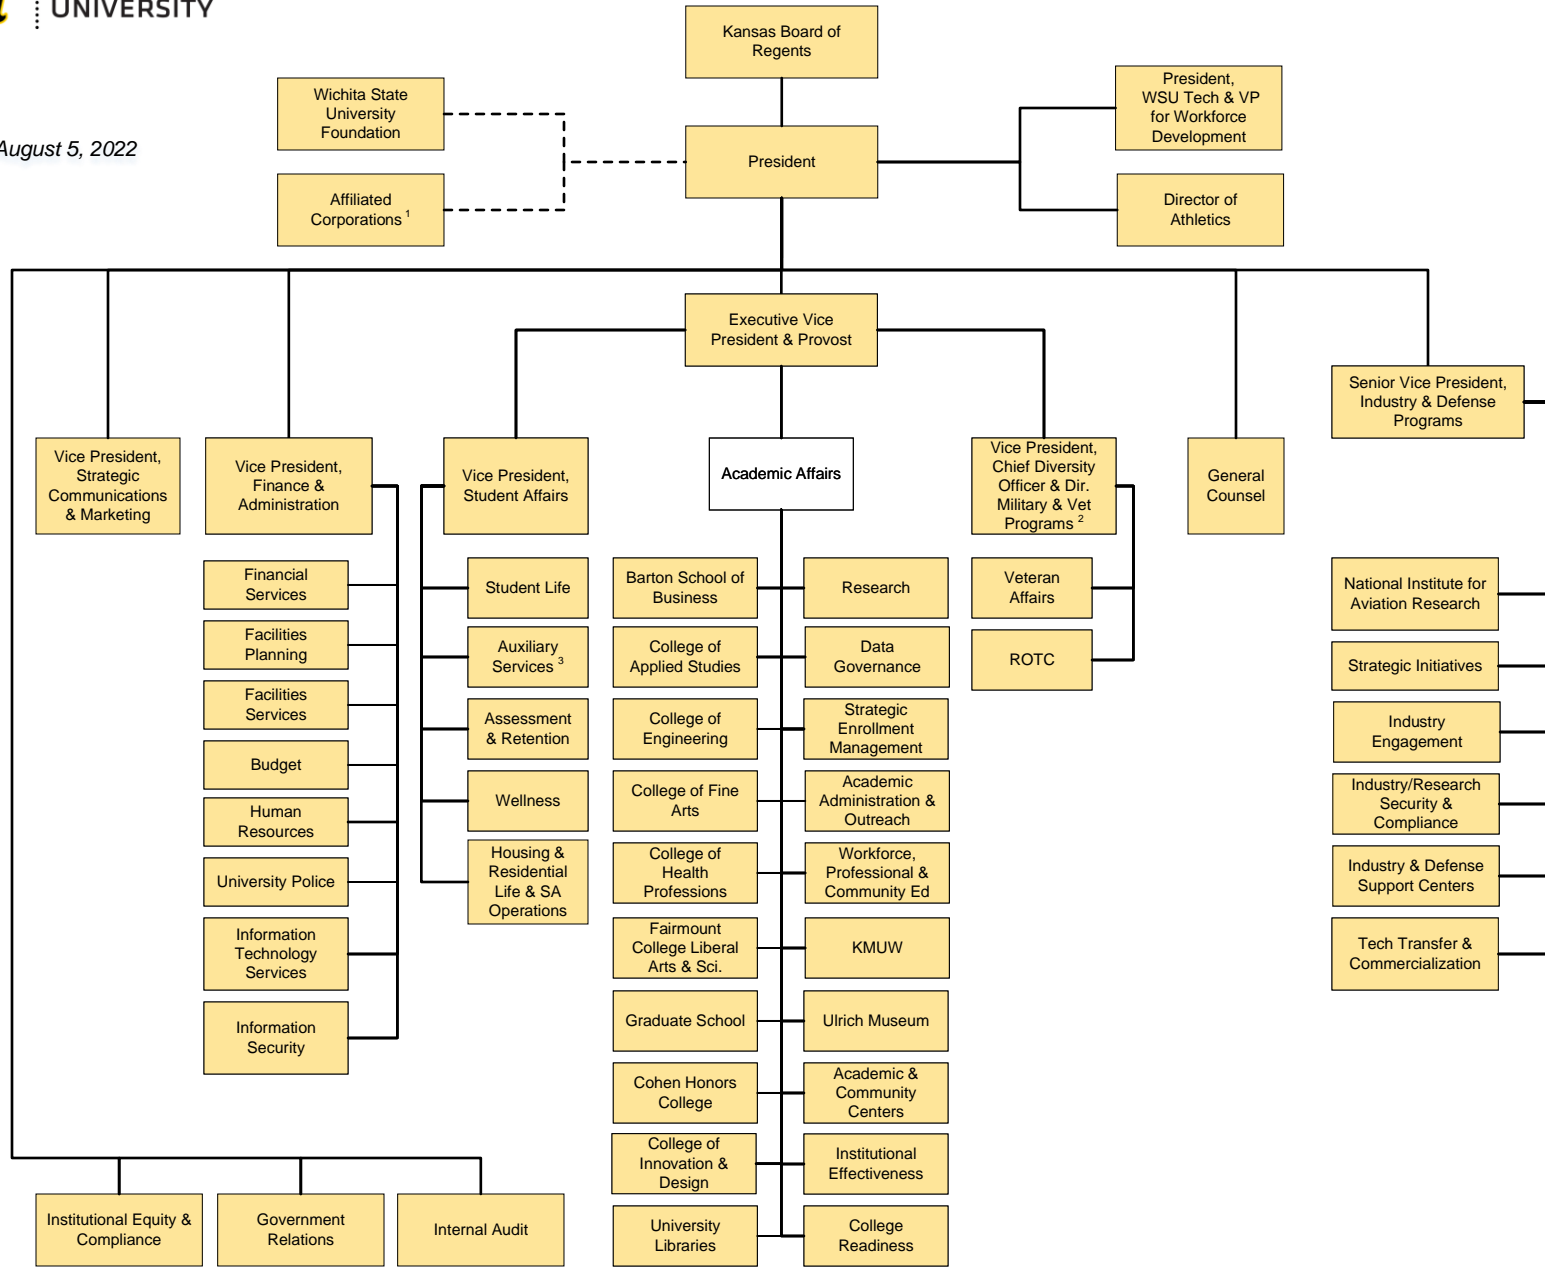 UNIVERSITY
August 5, 2022
Kansas Board of
Regents
Wichita State
University
Foundation
President,
WSU Tech & VP
for Workforce
Development
President
Affiliated
Corporations 1
Director of
Athletics
Executive Vice
President & Provost
Senior Vice President,
Industry & Defense
Programs
Vice President,
Strategic
Communications
& Marketing
Vice President,
Finance &
Administration
Vice President,
Student Affairs
Academic Affairs
Vice President,
Chief Diversity
Officer & Dir.
Military & Vet
Programs 2
General
Counsel
Financial
Services
Facilities
Planning
Facilities
Services
Budget
Human
Resources
University Police
Information
Technology
Services
Information
Security
Student Life
Auxiliary
Services 3
Assessment
& Retention
Wellness
Housing &
Residential
Life & SA
Operations
Barton School of
Business
College of
Applied Studies
College of
Engineering
College of Fine
Arts
College of
Health
Professions
Fairmount
College Liberal
Arts & Sci.
Graduate School
Cohen Honors
College
College of
Innovation &
Design
University
Libraries
Research
Data
Governance
Strategic
Enrollment
Management
Academic
Administration &
Outreach
Workforce,
Professional &
Community Ed
KMUW
Ulrich Museum
Academic &
Community
Centers
Institutional
Effectiveness
College
Readiness
Veteran
Affairs
ROTC
National Institute for
Aviation Research
Strategic Initiatives
Industry
Engagement
Industry/Research
Security &
Compliance
Industry & Defense
Support Centers
Tech Transfer &
Commercialization
Institutional Equity &
Compliance
Government
Relations
Internal Audit